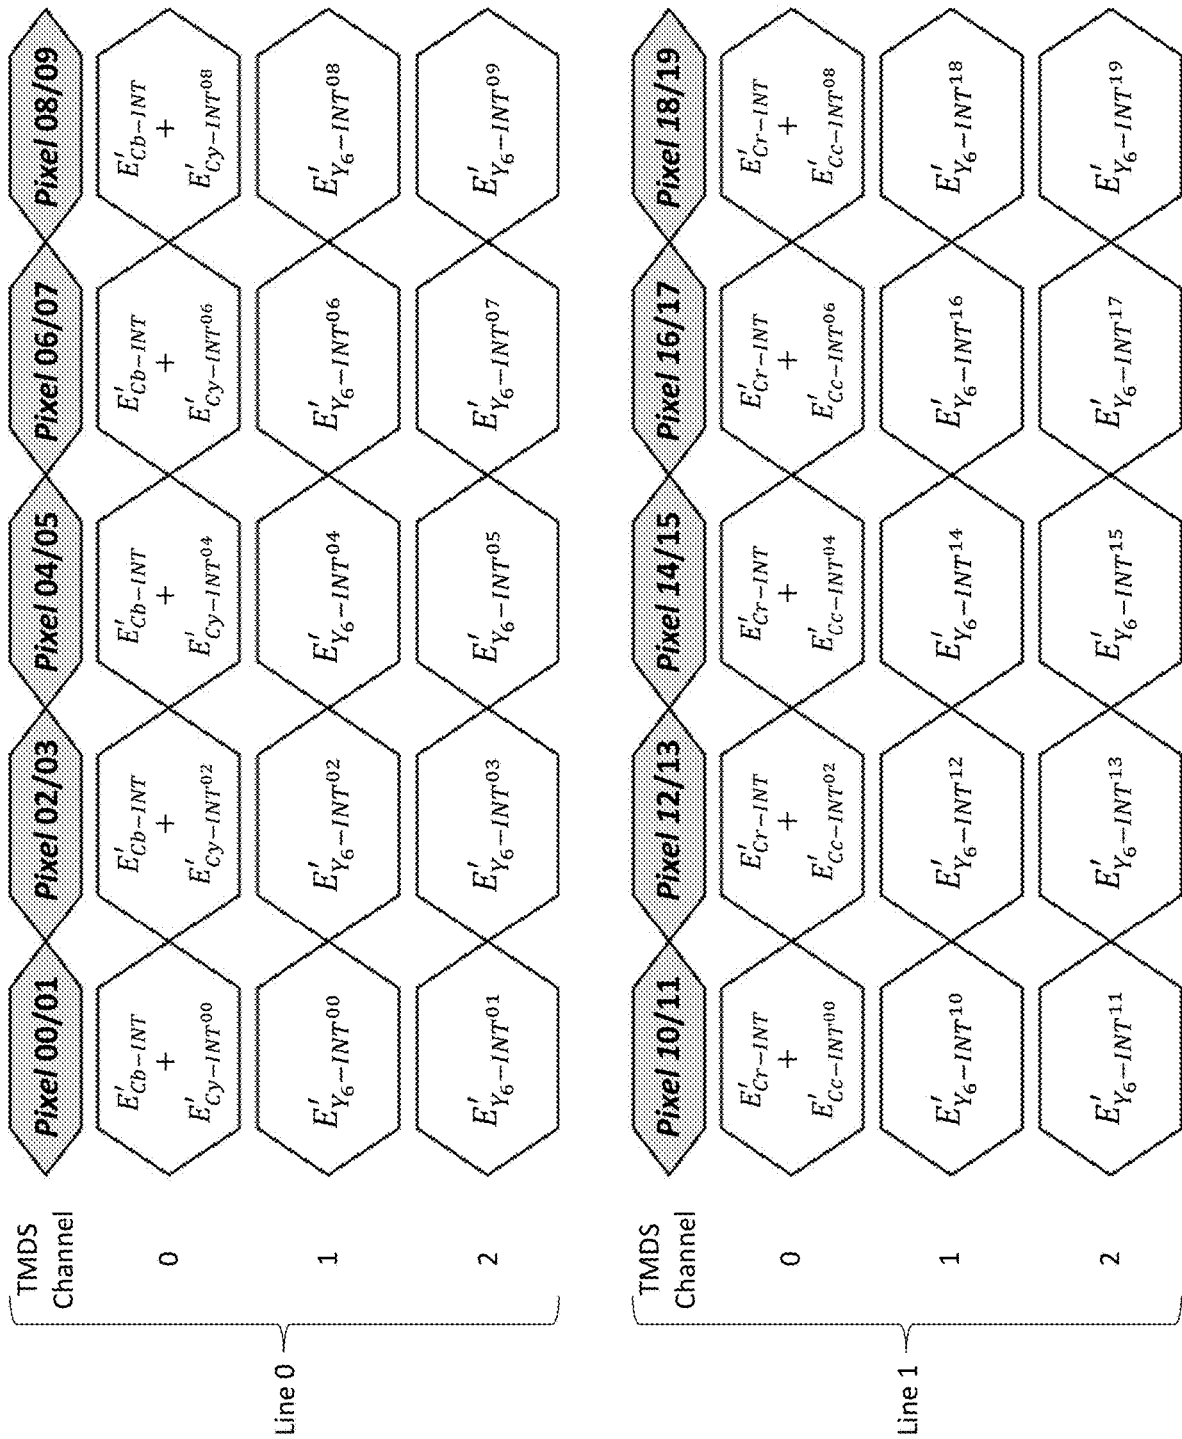 Line 0
TMDS Channel
Pixel 00/01
Pixel 02/03
Pixel 04/05
Pixel 06/07
Pixel 08/09
0
E′Cb−INT + E′Cy−INT⁰⁰
E′Cb−INT + E′Cy−INT⁰²
E′Cb−INT + E′Cy−INT⁰⁴
E′Cb−INT + E′Cy−INT⁰⁶
E′Cb−INT + E′Cy−INT⁰⁸
1
E′Y₆−INT⁰⁰
E′Y₆−INT⁰²
E′Y₆−INT⁰⁴
E′Y₆−INT⁰⁶
E′Y₆−INT⁰⁸
2
E′Y₆−INT⁰¹
E′Y₆−INT⁰³
E′Y₆−INT⁰⁵
E′Y₆−INT⁰⁷
E′Y₆−INT⁰⁹
Line 1
TMDS Channel
Pixel 10/11
Pixel 12/13
Pixel 14/15
Pixel 16/17
Pixel 18/19
0
E′Cr−INT + E′Cc−INT⁰⁰
E′Cr−INT + E′Cc−INT⁰²
E′Cr−INT + E′Cc−INT⁰⁴
E′Cr−INT + E′Cc−INT⁰⁶
E′Cr−INT + E′Cc−INT⁰⁸
1
E′Y₆−INT¹⁰
E′Y₆−INT¹²
E′Y₆−INT¹⁴
E′Y₆−INT¹⁶
E′Y₆−INT¹⁸
2
E′Y₆−INT¹¹
E′Y₆−INT¹³
E′Y₆−INT¹⁵
E′Y₆−INT¹⁷
E′Y₆−INT¹⁹